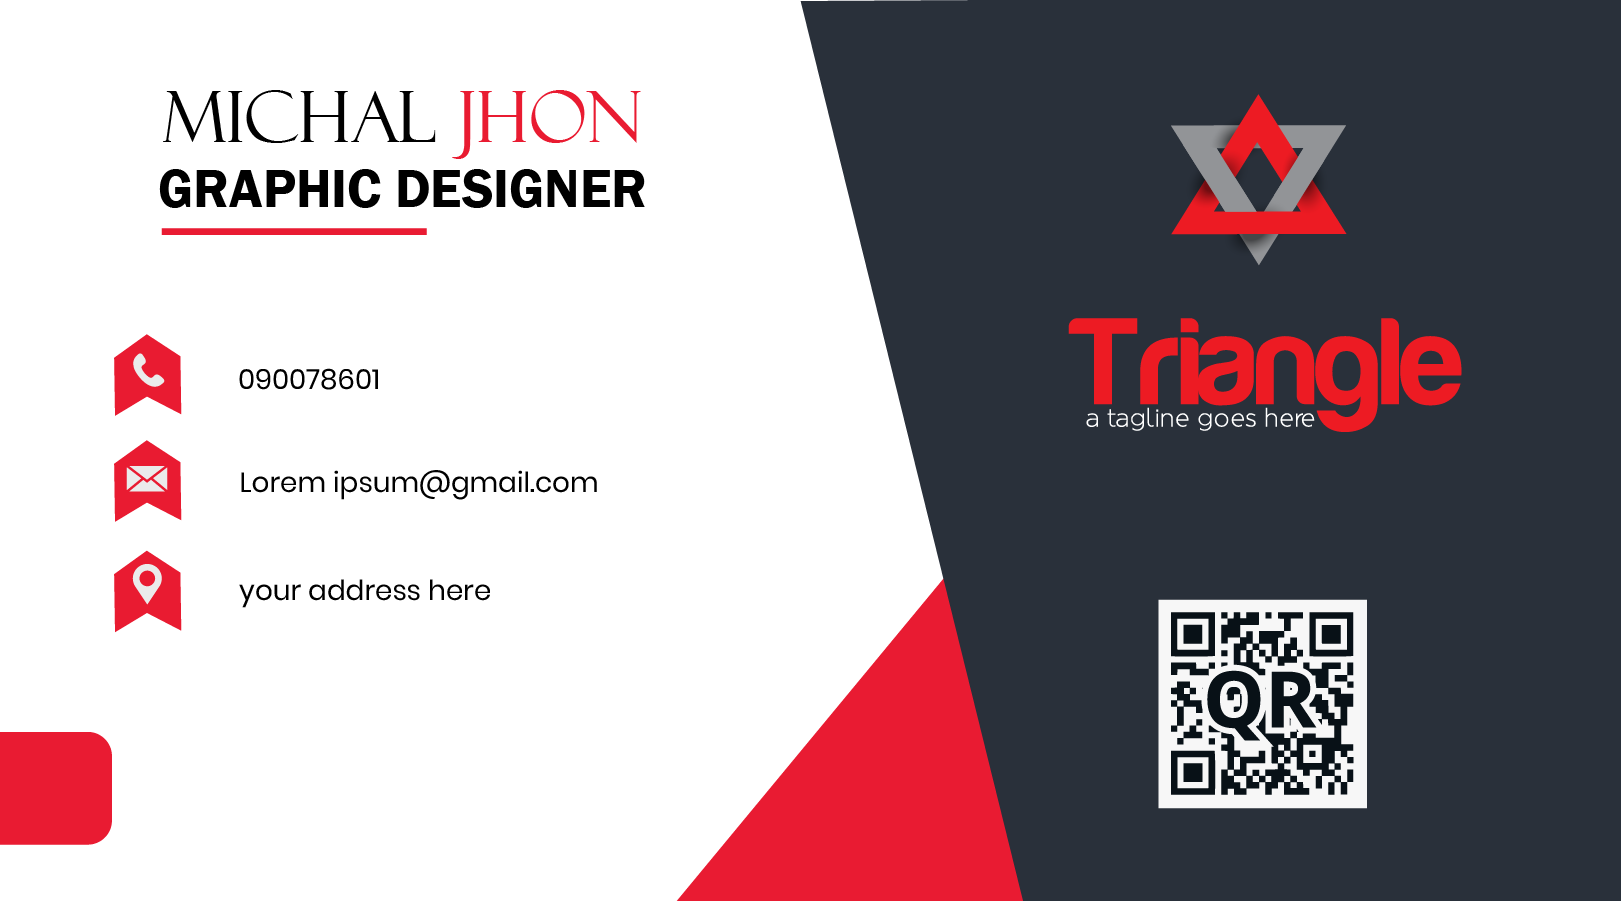 MICHAL JHON
GRAPHIC DESIGNER
090078601
Lorem ipsum@gmail.com
your address here
Triangle
a tagline goes here
QR